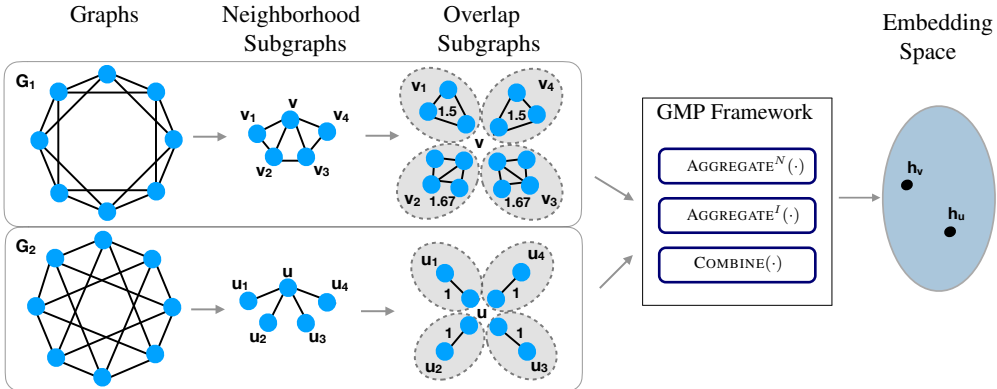 Graphs
Neighborhood
Subgraphs
Overlap
Subgraphs
Embedding
Space
G1
v
v1
v4
v2
v3
v1
v4
1.5
1.5
v
v2
1.67
1.67
v3
GMP Framework
AGGREGATE^N(·)
AGGREGATE^I(·)
COMBINE(·)
hv
hu
G2
u
u1
u4
u2
u3
u1
u4
1
1
u
1
1
u2
u3